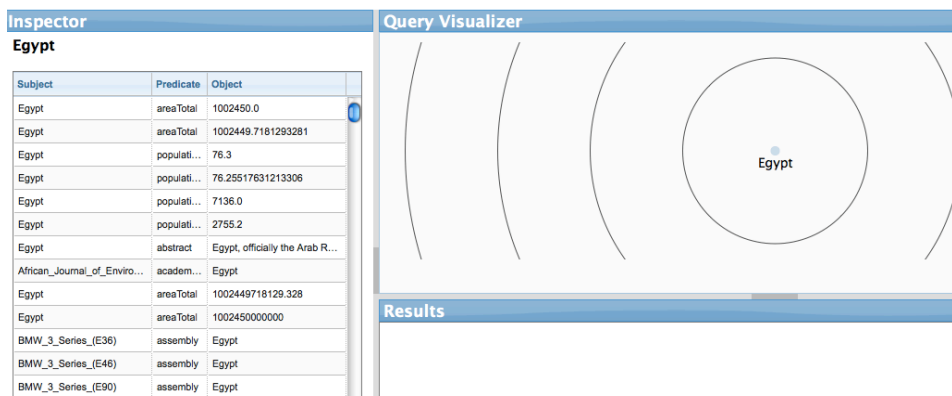 Inspector
Egypt
Subject Predicate Object
Egypt areaTotal 1002450.0
Egypt areaTotal 1002449.7181293281
Egypt populati... 76.3
Egypt populati... 76.25517631213306
Egypt populati... 7136.0
Egypt populati... 2755.2
Egypt abstract Egypt, officially the Arab R...
African_Journal_of_Enviro... academ... Egypt
Egypt areaTotal 1002449718129.328
Egypt areaTotal 1002450000000
BMW_3_Series_(E36) assembly Egypt
BMW_3_Series_(E46) assembly Egypt
BMW_3_Series_(E90) assembly Egypt
Query Visualizer
Egypt
Results